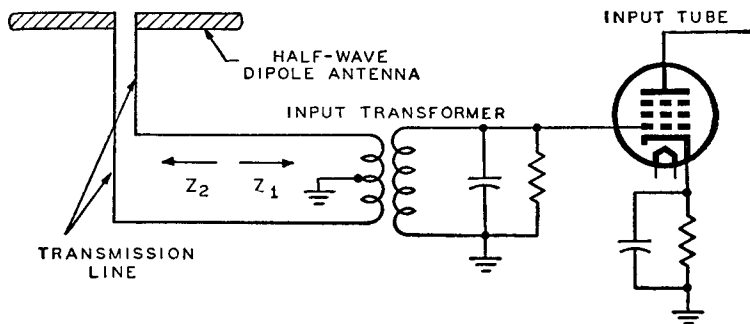 INPUT TUBE
HALF-WAVE
DIPOLE ANTENNA
INPUT TRANSFORMER
Z2
Z1
TRANSMISSION
LINE